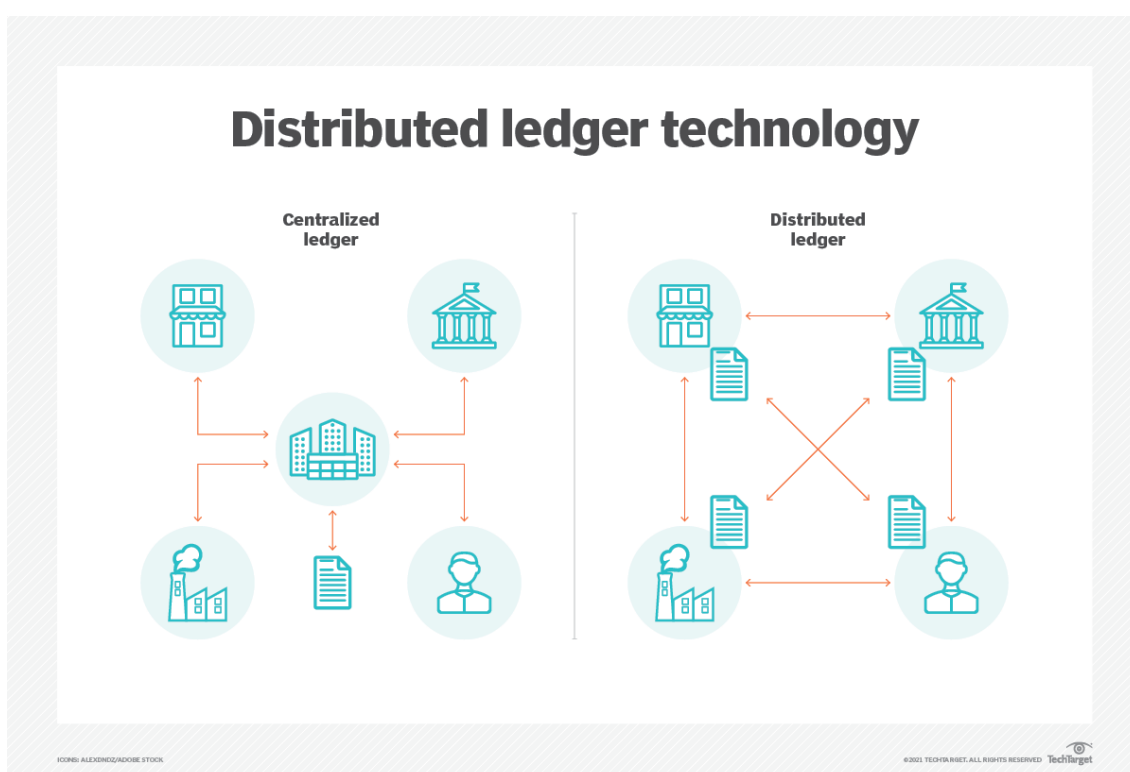 Distributed ledger technology
Centralized
ledger
Distributed
ledger
ICONS: ALEXDNDZ/ADOBE STOCK
©2021 TECHTARGET. ALL RIGHTS RESERVED TechTarget